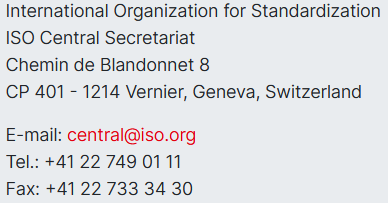 International Organization for Standardization
ISO Central Secretariat
Chemin de Blandonnet 8
CP 401 - 1214 Vernier, Geneva, Switzerland
E-mail: central@iso.org
Tel.: +41 22 749 01 11
Fax: +41 22 733 34 30